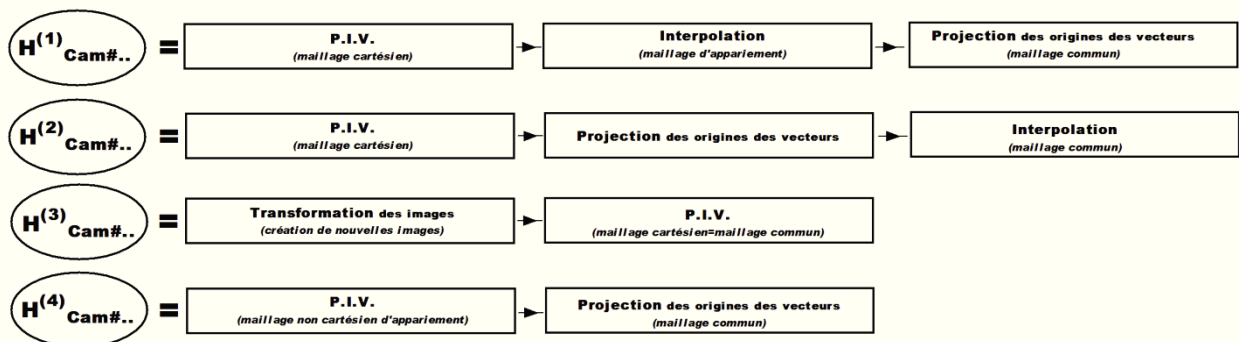 H(1)Cam#.. = P.I.V. Interpolation Projection des origines des vecteurs
(maillage cartésien) (maillage d'appariement) (maillage commun)
H(2)Cam#.. = P.I.V. Projection des origines des vecteurs Interpolation
(maillage cartésien) (maillage commun)
H(3)Cam#.. = Transformation des images P.I.V.
(création de nouvelles images) (maillage cartésien=maillage commun)
H(4)Cam#.. = P.I.V. Projection des origines des vecteurs
(maillage non cartésien d'appariement) (maillage commun)